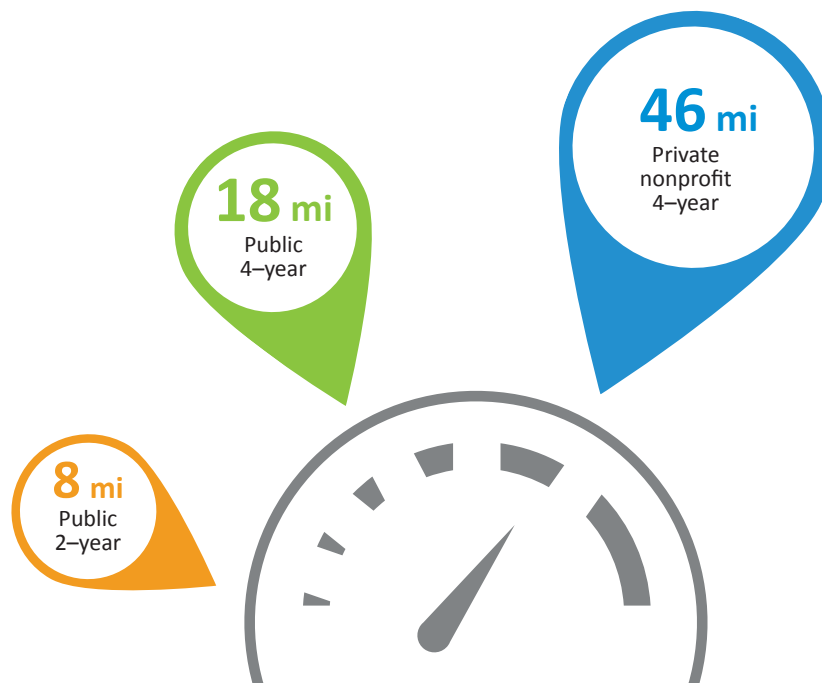 46 mi
Private
nonprofit
4–year
18 mi
Public
4–year
8 mi
Public
2–year